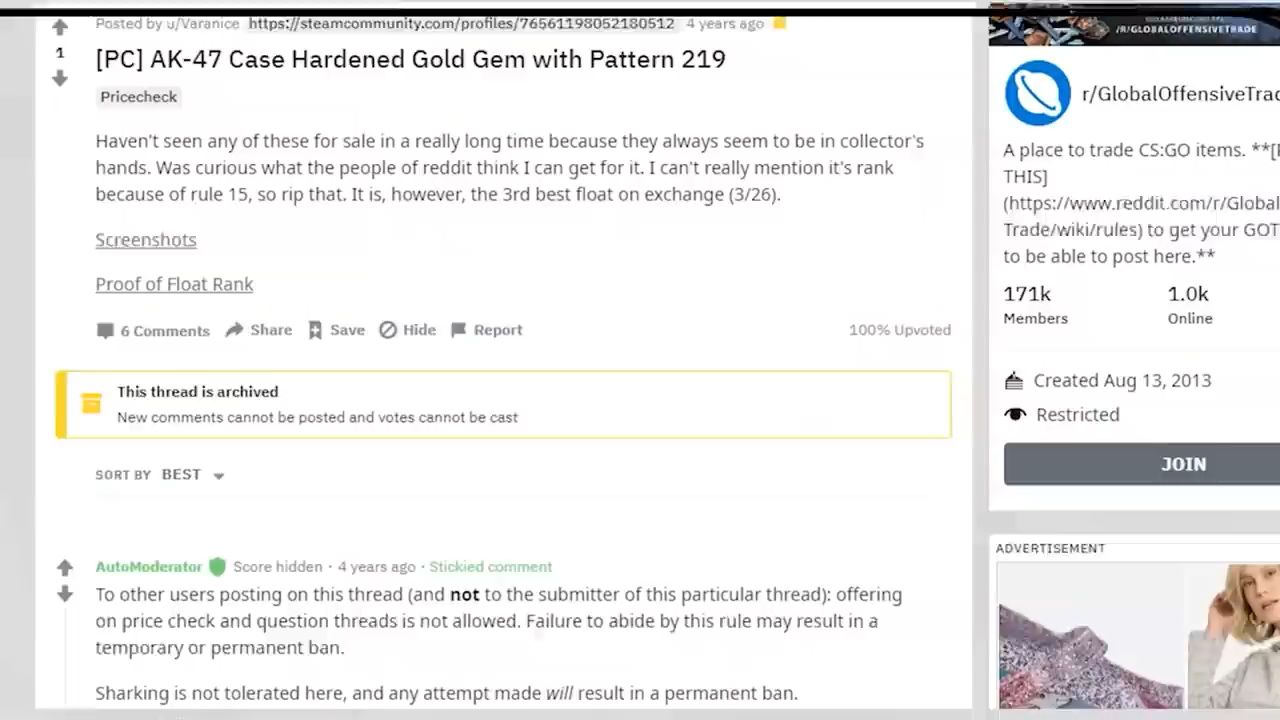 Posted by u/Varanice https://steamcommunity.com/profiles/76561198052180512 4 years ago
1
[PC] AK-47 Case Hardened Gold Gem with Pattern 219
Pricecheck
Haven't seen any of these for sale in a really long time because they always seem to be in collector's
hands. Was curious what the people of reddit think I can get for it. I can't really mention it's rank
because of rule 15, so rip that. It is, however, the 3rd best float on exchange (3/26).
Screenshots
Proof of Float Rank
6 Comments Share Save Hide Report 100% Upvoted
This thread is archived
New comments cannot be posted and votes cannot be cast
SORT BY BEST
AutoModerator Score hidden · 4 years ago · Stickied comment
To other users posting on this thread (and not to the submitter of this particular thread): offering
on price check and question threads is not allowed. Failure to abide by this rule may result in a
temporary or permanent ban.
Sharking is not tolerated here, and any attempt made will result in a permanent ban.
/R/GLOBALOFFENSIVETRADE
r/GlobalOffensiveTrad
A place to trade CS:GO items. **[R
THIS]
(https://www.reddit.com/r/Global
Trade/wiki/rules) to get your GOT
to be able to post here.**
171k 1.0k
Members Online
Created Aug 13, 2013
Restricted
JOIN
ADVERTISEMENT